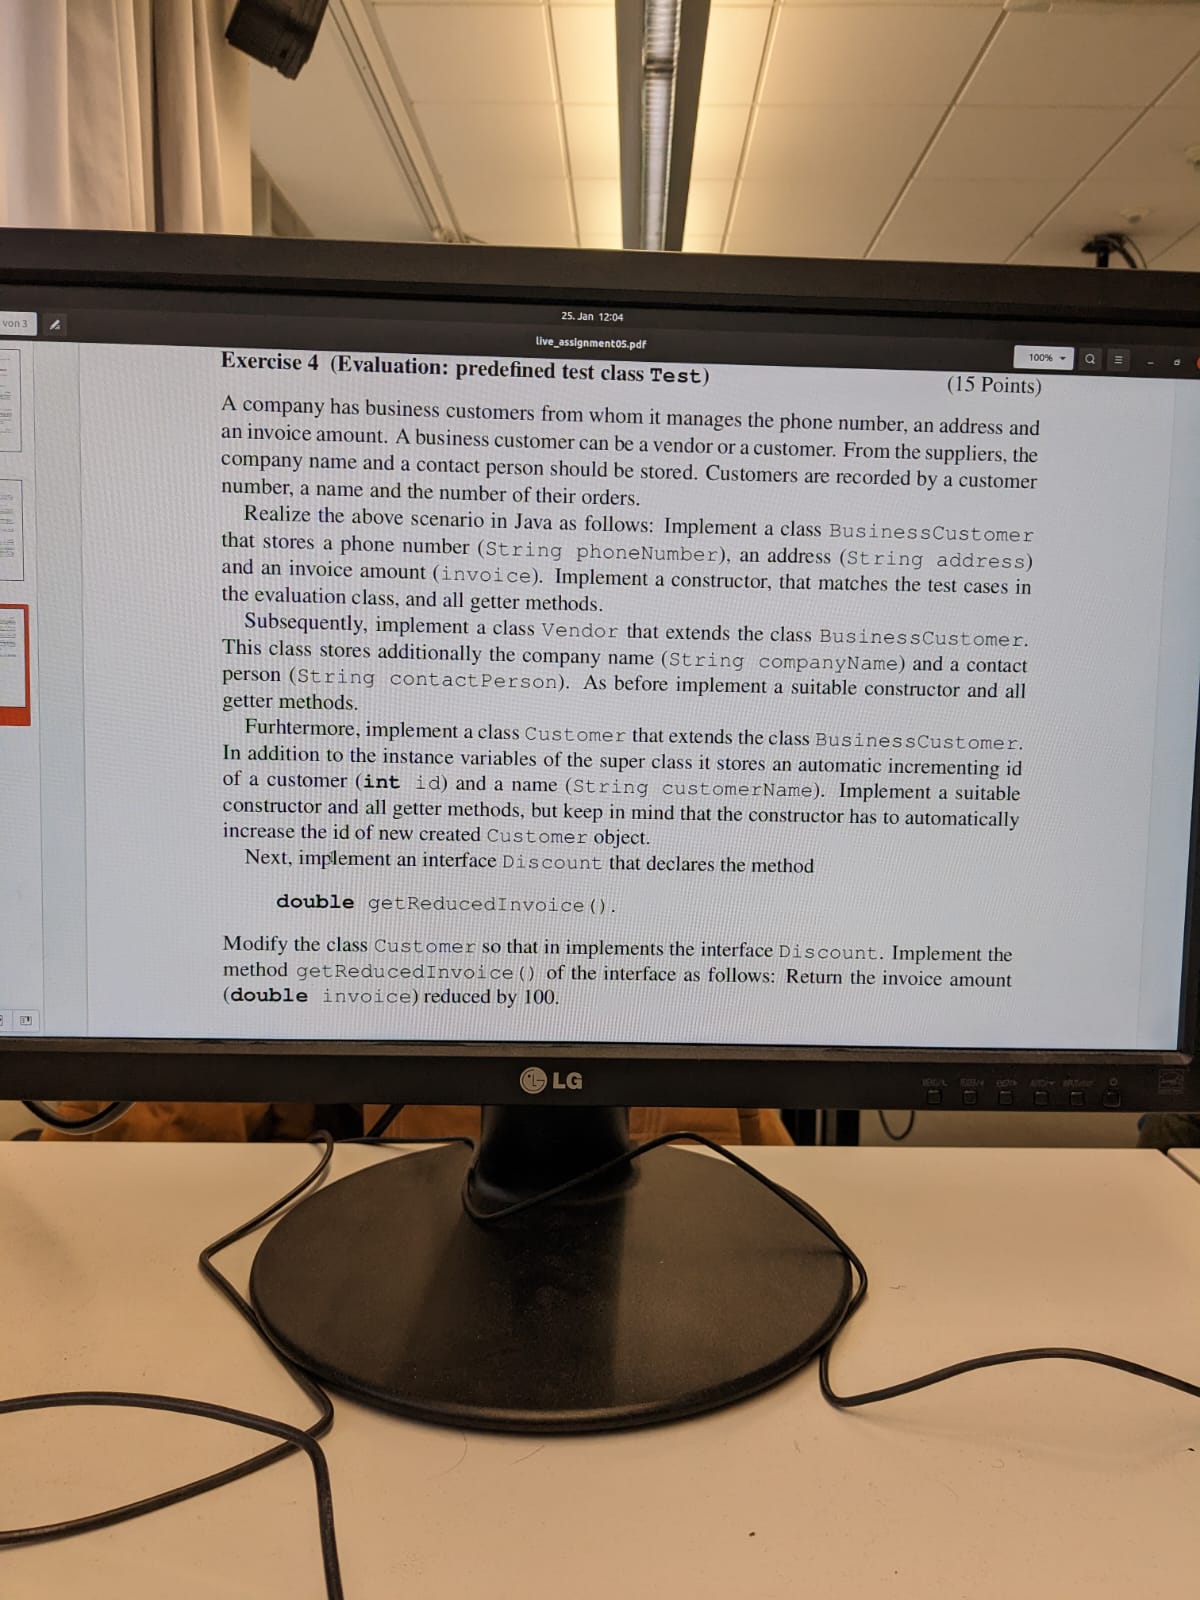 25. Jan 12:04
von 3
live_assignment05.pdf
100%
Exercise 4 (Evaluation: predefined test class Test)
(15 Points)
A company has business customers from whom it manages the phone number, an address and
an invoice amount. A business customer can be a vendor or a customer. From the suppliers, the
company name and a contact person should be stored. Customers are recorded by a customer
number, a name and the number of their orders.
Realize the above scenario in Java as follows: Implement a class BusinessCustomer
that stores a phone number (String phoneNumber), an address (String address)
and an invoice amount (invoice). Implement a constructor, that matches the test cases in
the evaluation class, and all getter methods.
Subsequently, implement a class Vendor that extends the class BusinessCustomer.
This class stores additionally the company name (String companyName) and a contact
person (String contactPerson). As before implement a suitable constructor and all
getter methods.
Furhtermore, implement a class Customer that extends the class BusinessCustomer.
In addition to the instance variables of the super class it stores an automatic incrementing id
of a customer (int id) and a name (String customerName). Implement a suitable
constructor and all getter methods, but keep in mind that the constructor has to automatically
increase the id of new created Customer object.
Next, implement an interface Discount that declares the method
double getReducedInvoice().
Modify the class Customer so that in implements the interface Discount. Implement the
method getReducedInvoice() of the interface as follows: Return the invoice amount
(double invoice) reduced by 100.
LG